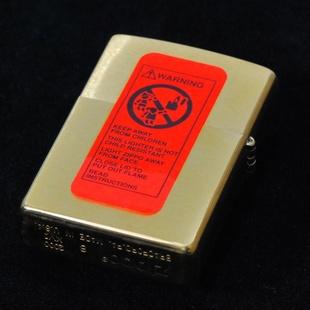 WARNING
KEEP AWAY
FROM CHILDREN
THIS LIGHTER IS NOT
CHILD RESISTANT
LIGHT ZIPPO AWAY
FROM FACE
CLOSE LID TO
PUT OUT FLAME
READ
INSTRUCTIONS